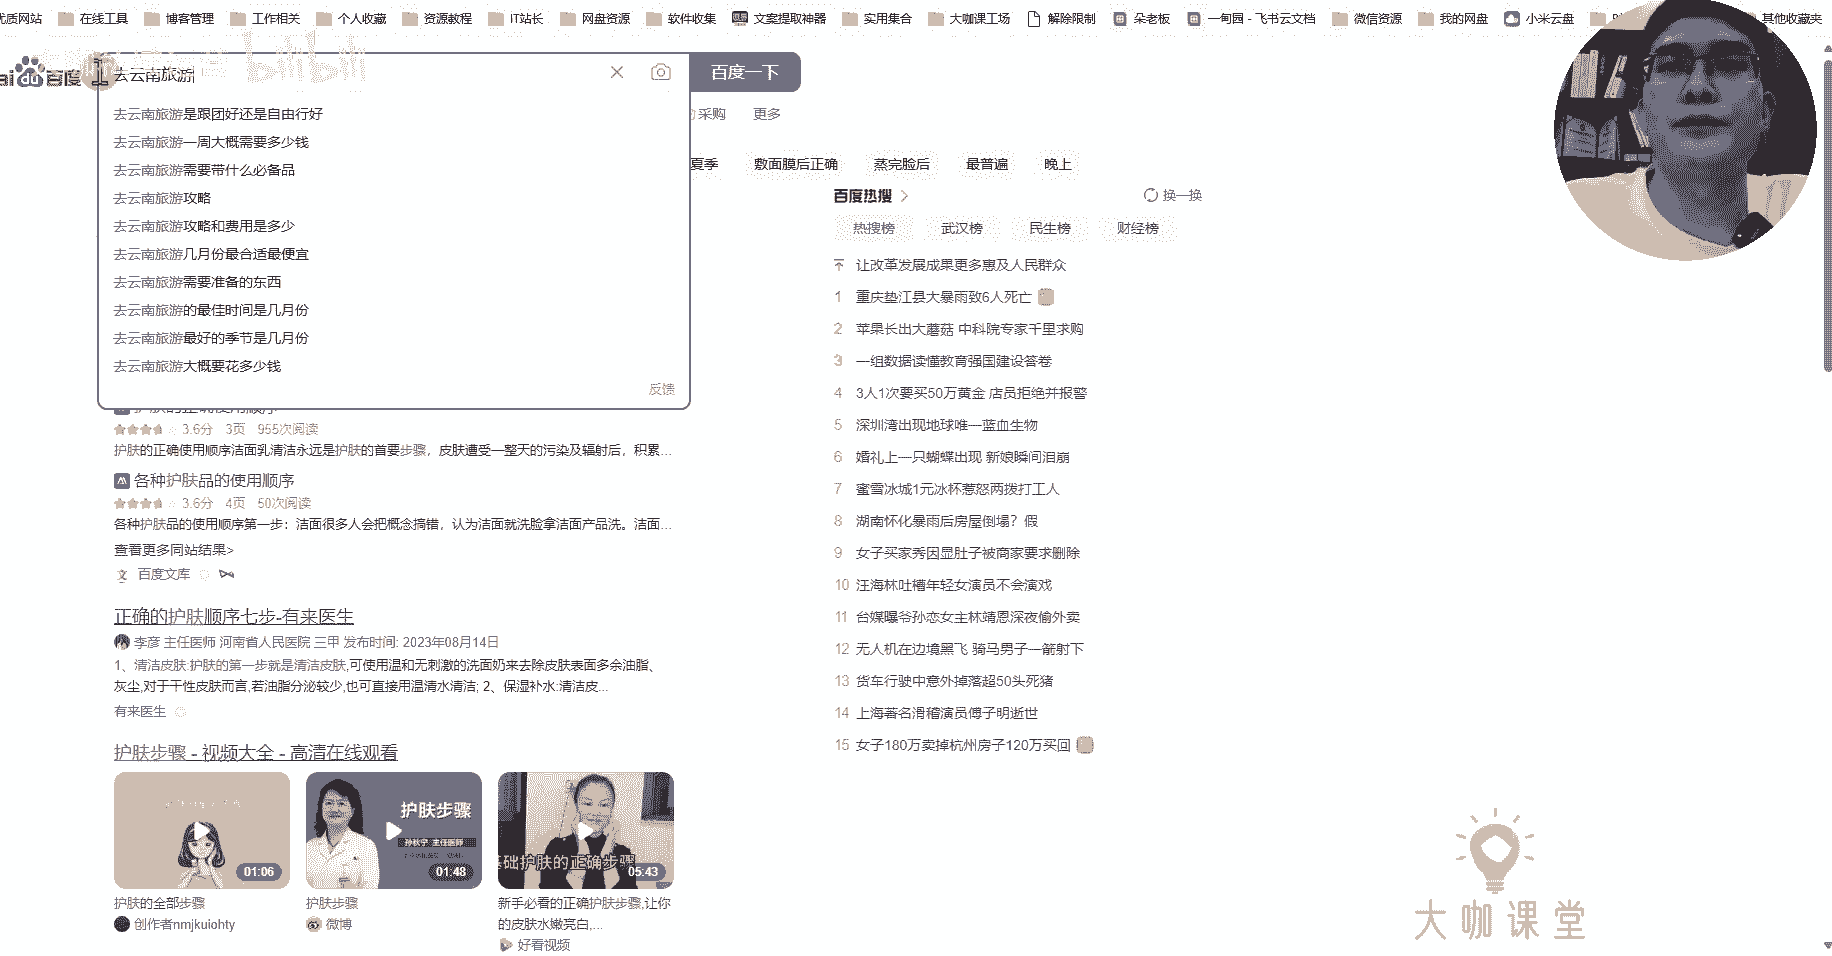 优质网站 在线工具 博客管理 工作相关 个人收藏 资源教程 IT站长 网盘资源 软件收集 文案提取神器 实用集合 大咖课工场 解除限制 朵老板 一甸园 - 飞书云文档 微信资源 我的网盘 小米云盘 其他收藏夹
百度 去云南旅游 百度一下
bilibili
去云南旅游是跟团好还是自由行好
去云南旅游一周大概需要多少钱
去云南旅游需要带什么必备品
去云南旅游攻略
去云南旅游攻略和费用是多少
去云南旅游几月份最合适最便宜
去云南旅游需要准备的东西
去云南旅游的最佳时间是几月份
去云南旅游最好的季节是几月份
去云南旅游大概要花多少钱
反馈
采购 更多
夏季 敷面膜后正确 蒸完脸后 最普遍 晚上
护肤的正确使用顺序
3.6分 3页 955次阅读
护肤的正确使用顺序洁面乳清洁永远是护肤的首要步骤，皮肤遭受一整天的污染及辐射后，积累...
各种护肤品的使用顺序
3.6分 4页 50次阅读
各种护肤品的使用顺序第一步：洁面很多人会把概念搞错，认为洁面就洗脸拿洁面产品洗。洁面...
查看更多同站结果>
百度文库
正确的护肤顺序七步-有来医生
李彦 主任医师 河南省人民医院 三甲 发布时间: 2023年08月14日
1、清洁皮肤:护肤的第一步就是清洁皮肤,可使用温和无刺激的洗面奶来去除皮肤表面多余油脂、
灰尘,对于干性皮肤而言,若油脂分泌较少,也可直接用温清水清洁; 2、保湿补水:清洁皮...
有来医生
护肤步骤 - 视频大全 - 高清在线观看
01:06
护肤步骤
孙秋宁 主任医师
01:48
基础护肤的正确步骤
05:43
护肤的全部步骤
创作者nmjkuiohty
护肤步骤
微博
新手必看的正确护肤步骤,让你
的皮肤水嫩亮白,...
好看视频
百度热搜 换一换
热搜榜 武汉榜 民生榜 财经榜
让改革发展成果更多惠及人民群众
1 重庆垫江县大暴雨致6人死亡
2 苹果长出大蘑菇 中科院专家千里求购
3 一组数据读懂教育强国建设答卷
4 3人1次要买50万黄金 店员拒绝并报警
5 深圳湾出现地球唯一蓝血生物
6 婚礼上一只蝴蝶出现 新娘瞬间泪崩
7 蜜雪冰城1元冰杯惹怒两拨打工人
8 湖南怀化暴雨后房屋倒塌？假
9 女子买家秀因显肚子被商家要求删除
10 汪海林吐槽年轻女演员不会演戏
11 台媒曝爷孙恋女主林靖恩深夜偷外卖
12 无人机在边境黑飞 骑马男子一箭射下
13 货车行驶中意外掉落超50头死猪
14 上海著名滑稽演员傅子明逝世
15 女子180万卖掉杭州房子120万买回
大咖课堂